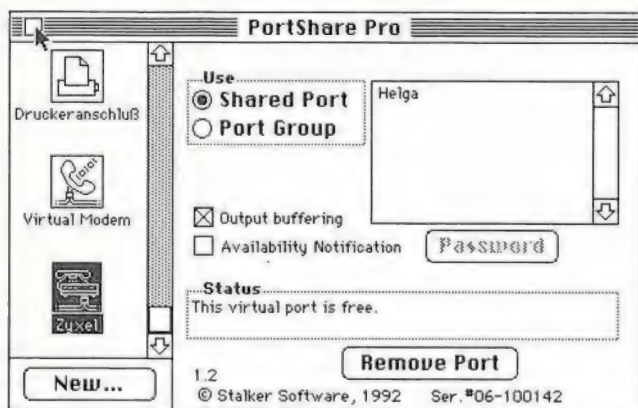 PortShare Pro
Druckeranschluß
Virtual Modem
Zyxel
New...
Use
Shared Port
Port Group
Helga
Output buffering
Availability Notification
Password
Status
This virtual port is free.
Remove Port
1.2
© Stalker Software, 1992 Ser.#06-100142